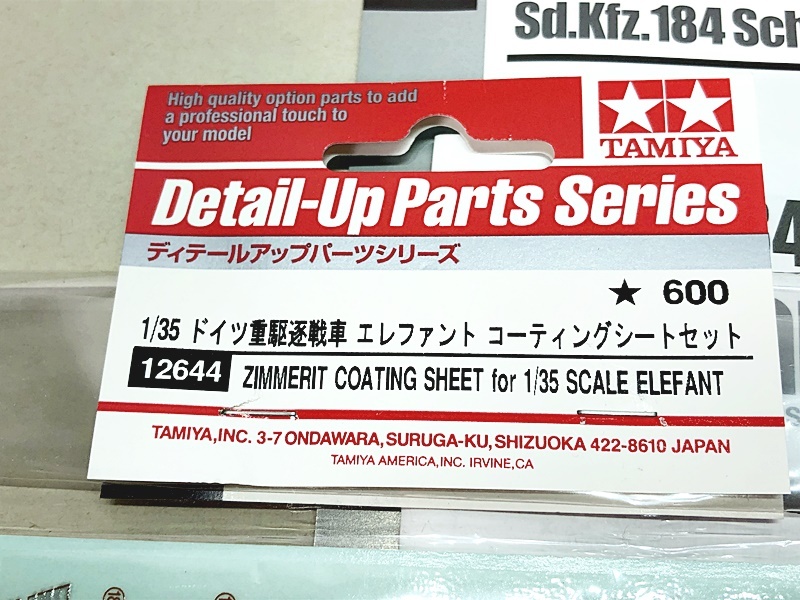 Sd.Kfz.184 Sch
High quality option parts to add
a professional touch to
your model
TAMIYA
Detail-Up Parts Series
ディテールアップパーツシリーズ
★ 600
1/35 ドイツ重駆逐戦車 エレファント コーティングシートセット
12644 ZIMMERIT COATING SHEET for 1/35 SCALE ELEFANT
TAMIYA,INC. 3-7 ONDAWARA, SURUGA-KU, SHIZUOKA 422-8610 JAPAN
TAMIYA AMERICA,INC. IRVINE,CA